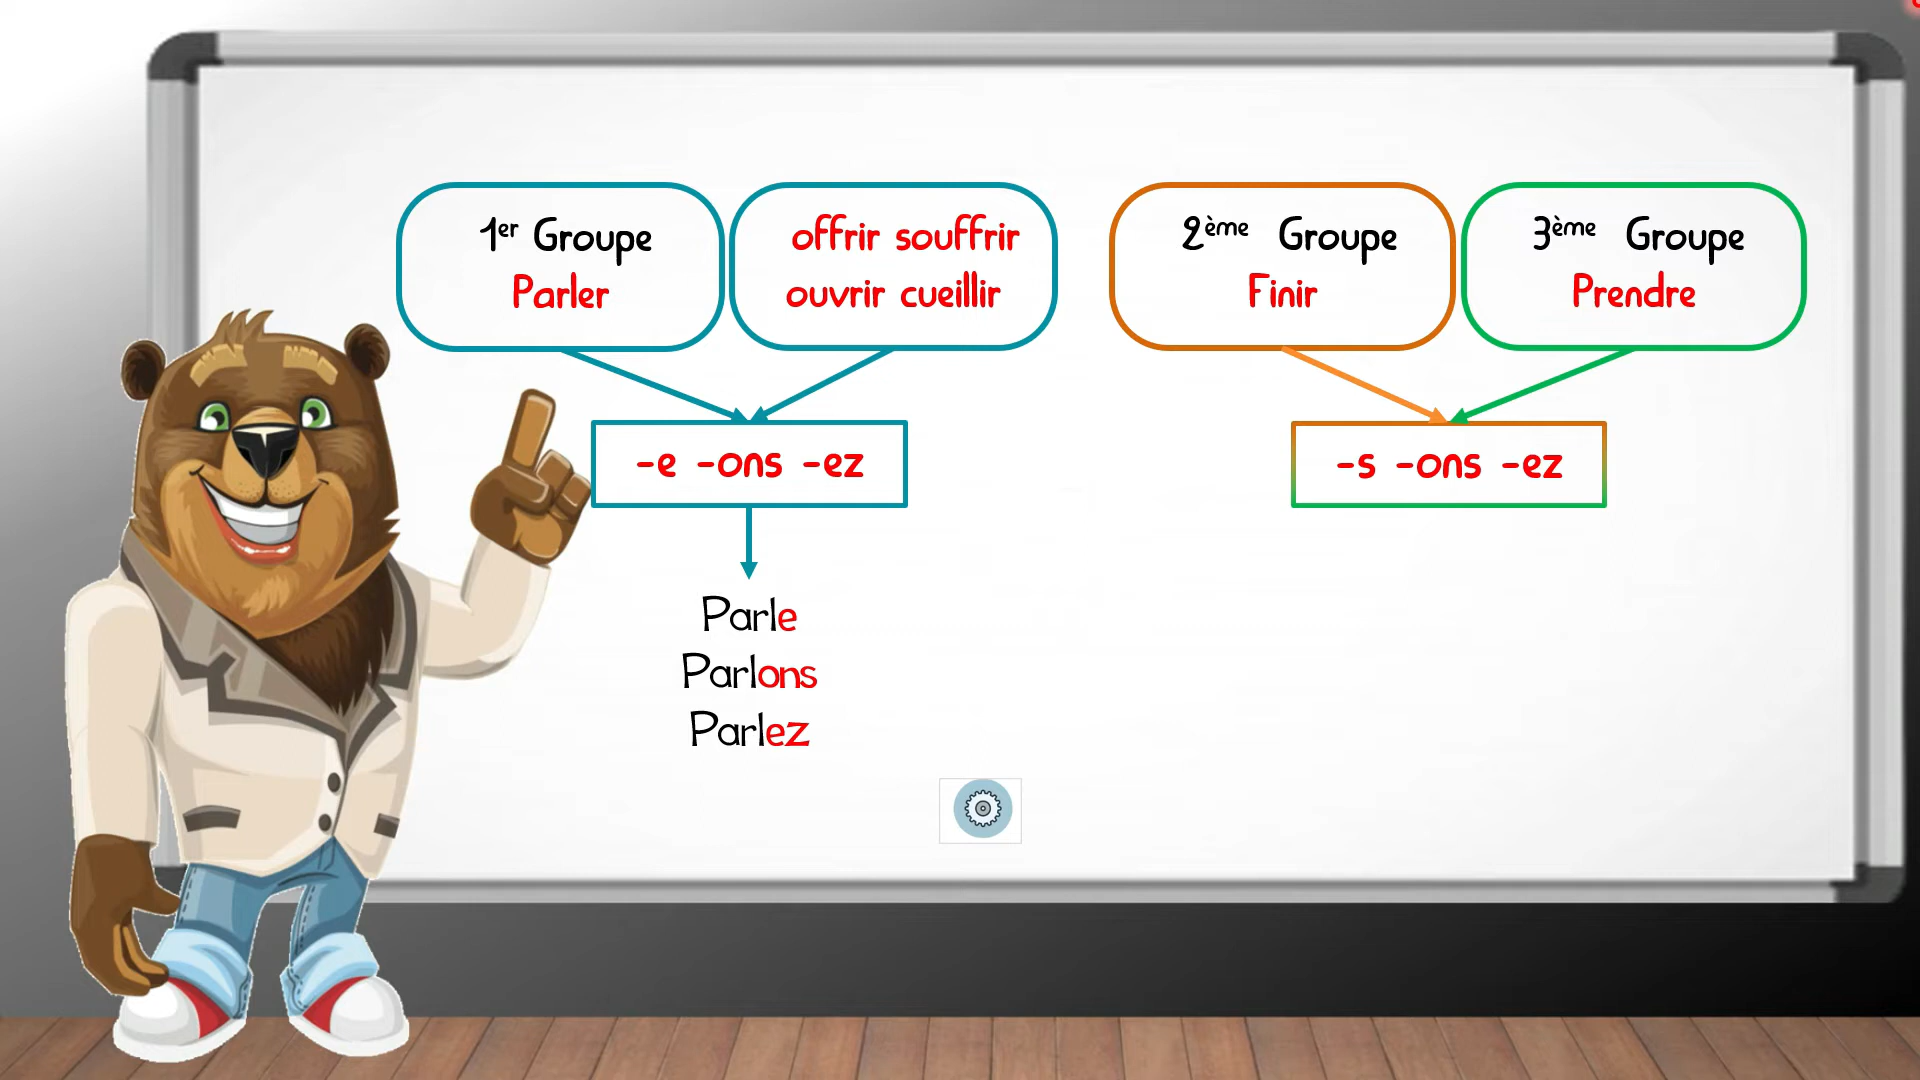 1er Groupe
Parler
offrir souffrir
ouvrir cueillir
2ème Groupe
Finir
3ème Groupe
Prendre
-e -ons -ez
-s -ons -ez
Parle
Parlons
Parlez